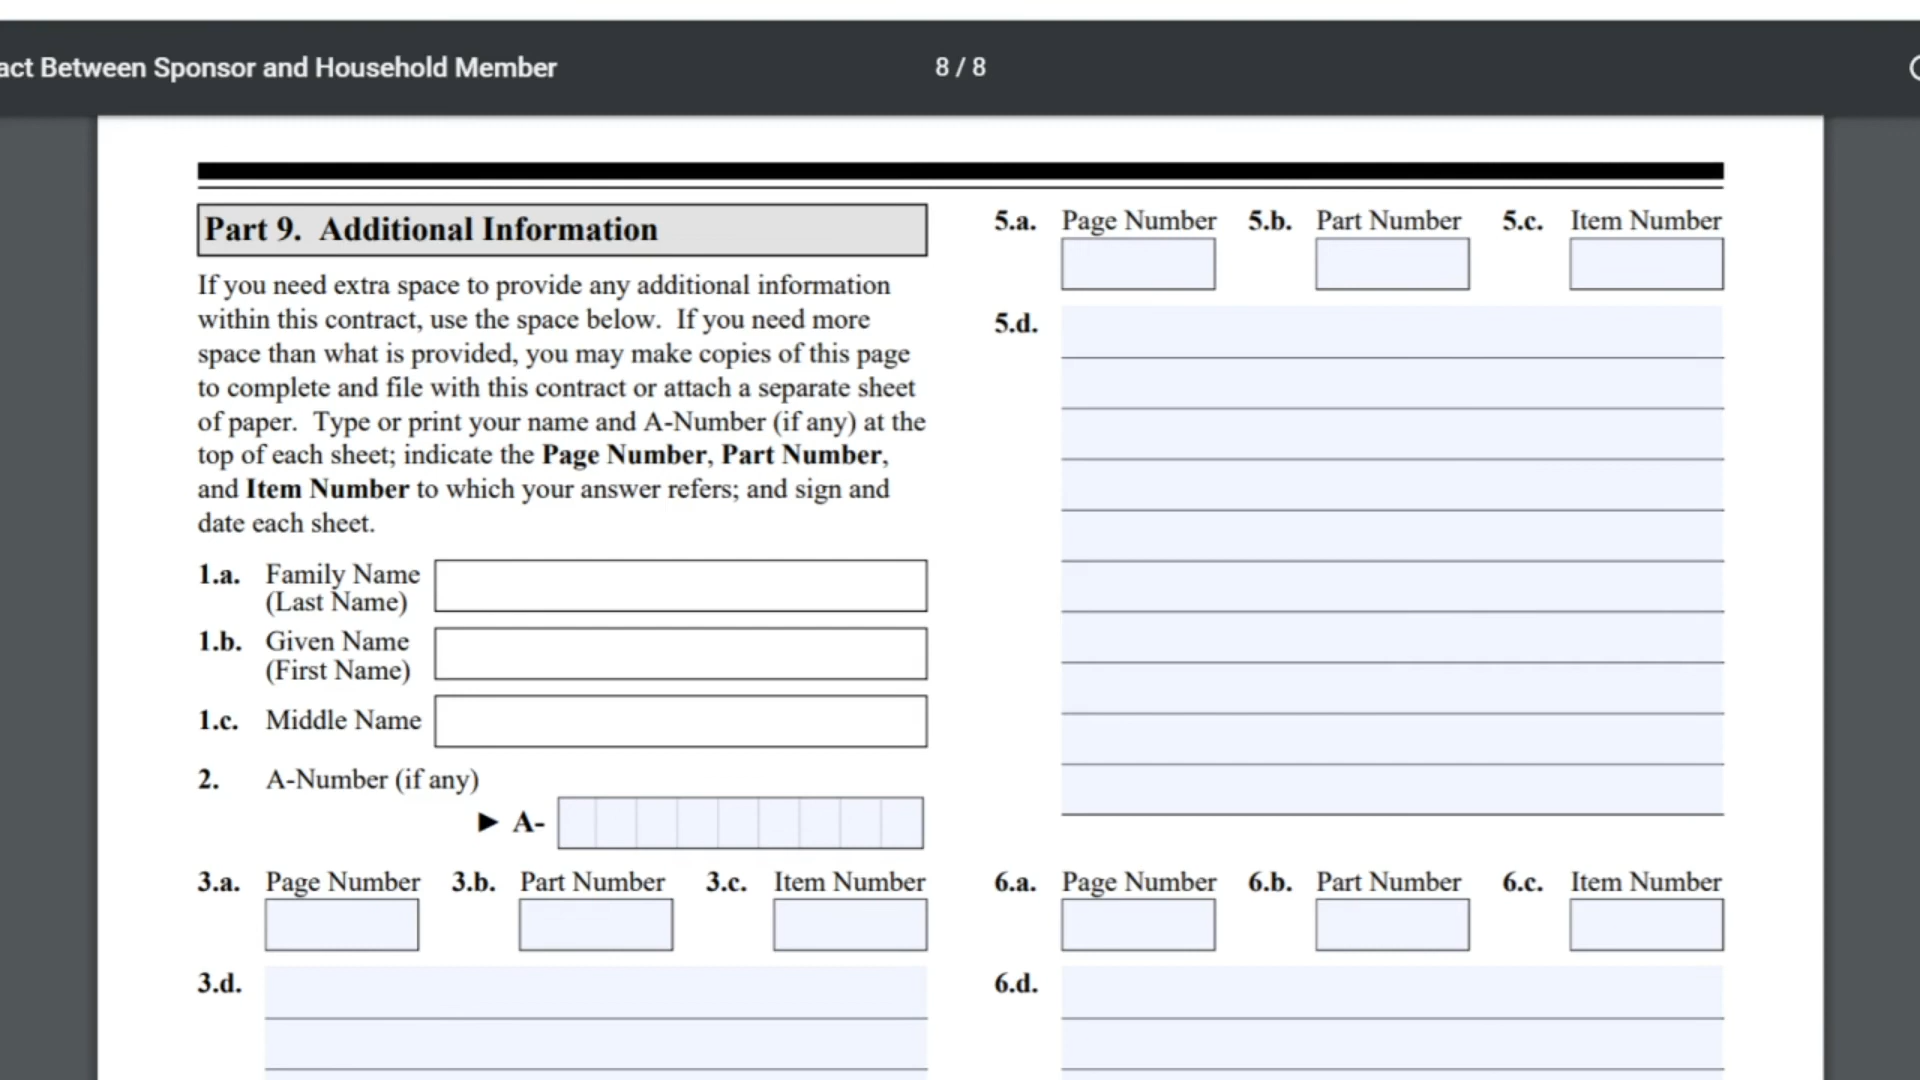 act Between Sponsor and Household Member
8 / 8
Part 9. Additional Information
If you need extra space to provide any additional information
within this contract, use the space below. If you need more
space than what is provided, you may make copies of this page
to complete and file with this contract or attach a separate sheet
of paper. Type or print your name and A-Number (if any) at the
top of each sheet; indicate the Page Number, Part Number,
and Item Number to which your answer refers; and sign and
date each sheet.
1.a. Family Name
(Last Name)
1.b. Given Name
(First Name)
1.c. Middle Name
2. A-Number (if any)
► A-
3.a. Page Number 3.b. Part Number 3.c. Item Number
3.d.
5.a. Page Number 5.b. Part Number 5.c. Item Number
5.d.
6.a. Page Number 6.b. Part Number 6.c. Item Number
6.d.